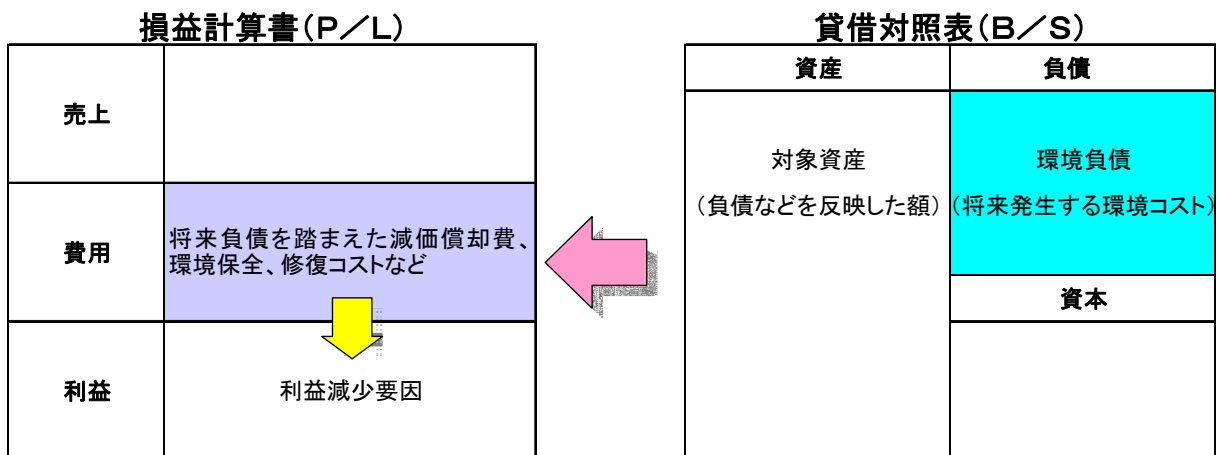 損益計算書(P/L)
売上
費用
将来負債を踏まえた減価償却費、
環境保全、修復コストなど
利益
利益減少要因
貸借対照表(B/S)
資産
負債
対象資産
(負債などを反映した額)
環境負債
(将来発生する環境コスト)
資本